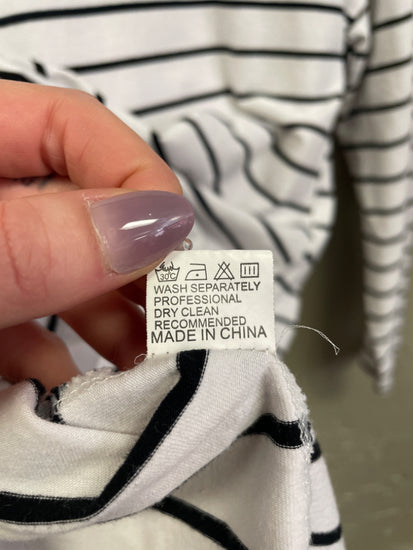 30°C
WASH SEPARATELY
PROFESSIONAL
DRY CLEAN
RECOMMENDED
MADE IN CHINA